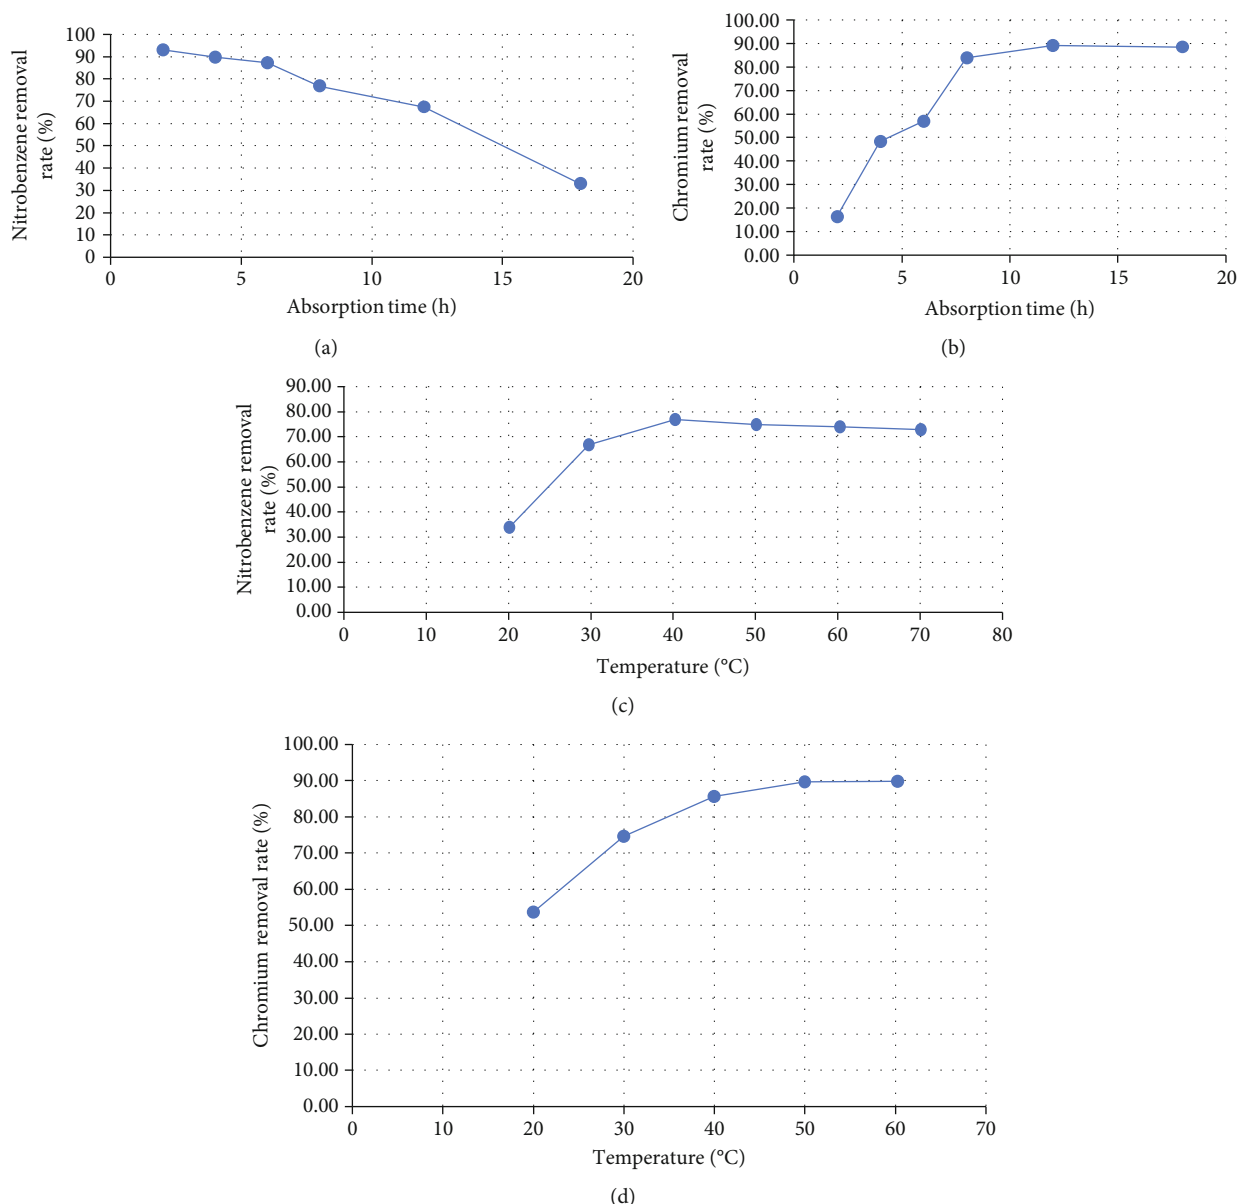 Nitrobenzene removal
rate (%)
100
90
80
70
60
50
40
30
20
10
0
0 5 10 15 20
Absorption time (h)
(a)
Chromium removal
rate (%)
100.00
90.00
80.00
70.00
60.00
50.00
40.00
30.00
20.00
10.00
0.00
0 5 10 15 20
Absorption time (h)
(b)
Nitrobenzene removal
rate (%)
90.00
80.00
70.00
60.00
50.00
40.00
30.00
20.00
10.00
0.00
0 10 20 30 40 50 60 70 80
Temperature (°C)
(c)
Chromium removal rate (%)
100.00
90.00
80.00
70.00
60.00
50.00
40.00
30.00
20.00
10.00
0.00
0 10 20 30 40 50 60 70
Temperature (°C)
(d)